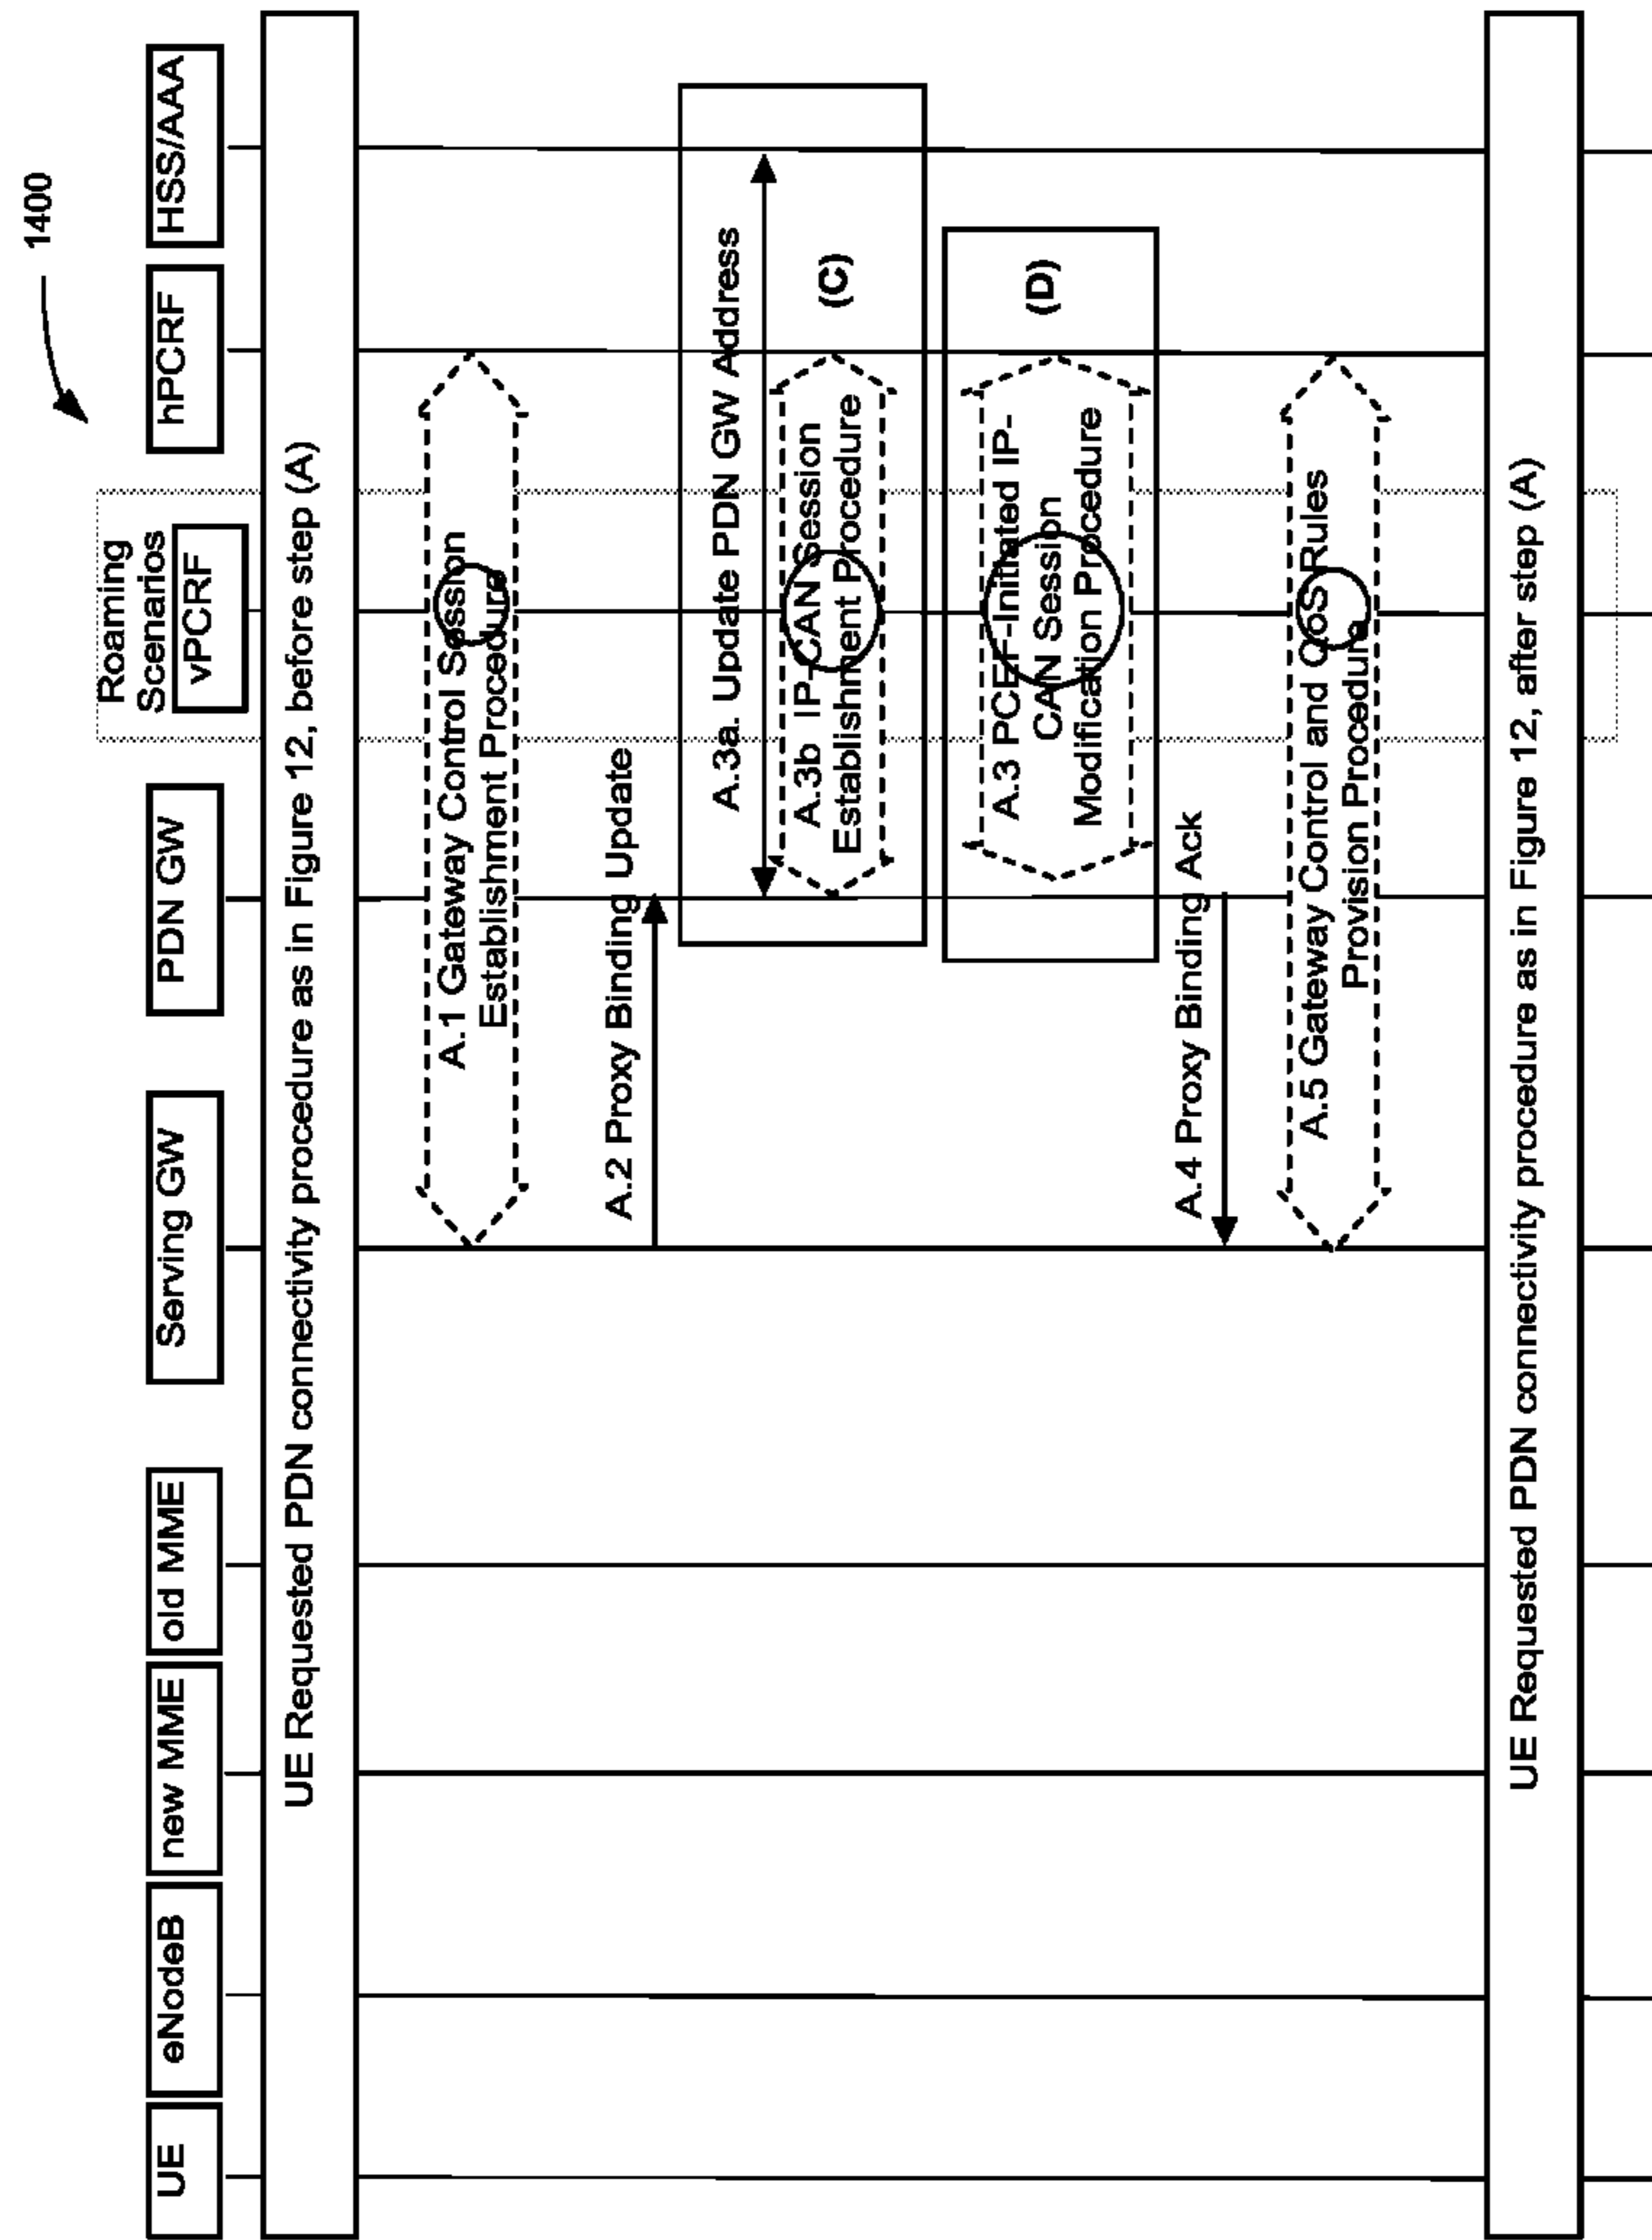 1400
UE
eNodeB
new MME
old MME
Serving GW
PDN GW
Roaming
Scenarios
vPCRF
hPCRF
HSS/AAA
UE Requested PDN connectivity procedure as in Figure 12, before step (A)
A.1 Gateway Control Session
Establishment Procedure
A.2 Proxy Binding Update
A.3a. Update PDN GW Address
A.3b IP-CAN Session
Establishment Procedure
(C)
A.3 PCEF-Initiated IP-
CAN Session
Modification Procedure
(D)
A.4 Proxy Binding Ack
A.5 Gateway Control and QoS Rules
Provision Procedure
UE Requested PDN connectivity procedure as in Figure 12, after step (A)